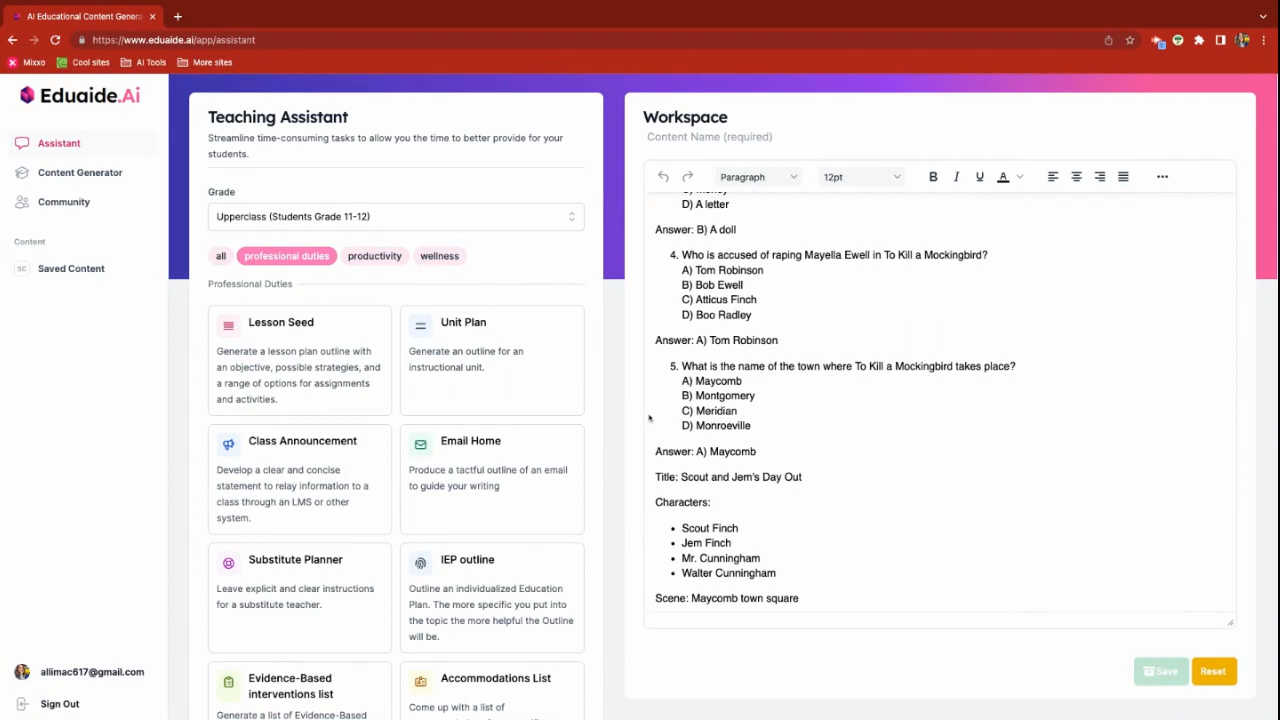 AI Educational Content Genera
https://www.eduaide.ai/app/assistant
Mixxo
Cool sites
AI Tools
More sites
Eduaide.Ai
Assistant
Content Generator
Community
Content
SC Saved Content
allimac617@gmail.com
Sign Out
Teaching Assistant
Streamline time-consuming tasks to allow you the time to better provide for your
students.
Grade
Upperclass (Students Grade 11-12)
all professional duties productivity wellness
Professional Duties
Lesson Seed
Generate a lesson plan outline with
an objective, possible strategies, and
a range of options for assignments
and activities.
Unit Plan
Generate an outline for an
instructional unit.
Class Announcement
Develop a clear and concise
statement to relay information to a
class through an LMS or other
system.
Email Home
Produce a tactful outline of an email
to guide your writing
Substitute Planner
Leave explicit and clear instructions
for a substitute teacher.
IEP outline
Outline an individualized Education
Plan. The more specific you put into
the topic the more helpful the Outline
will be.
Evidence-Based
interventions list
Generate a list of Evidence-Based
Accommodations List
Come up with a list of
Workspace
Content Name (required)
Paragraph 12pt B I U A
D) A letter
Answer: B) A doll
4. Who is accused of raping Mayella Ewell in To Kill a Mockingbird?
A) Tom Robinson
B) Bob Ewell
C) Atticus Finch
D) Boo Radley
Answer: A) Tom Robinson
5. What is the name of the town where To Kill a Mockingbird takes place?
A) Maycomb
B) Montgomery
C) Meridian
D) Monroeville
Answer: A) Maycomb
Title: Scout and Jem's Day Out
Characters:
• Scout Finch
• Jem Finch
• Mr. Cunningham
• Walter Cunningham
Scene: Maycomb town square
Save
Reset